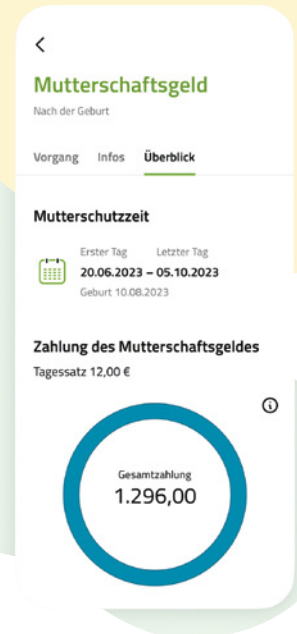 Mutterschaftsgeld
Nach der Geburt
Vorgang Infos Überblick
Mutterschutzzeit
Erster Tag Letzter Tag
20.06.2023 – 05.10.2023
Geburt 10.08.2023
Zahlung des Mutterschaftsgeldes
Tagessatz 12,00 €
Gesamtzahlung
1.296,00